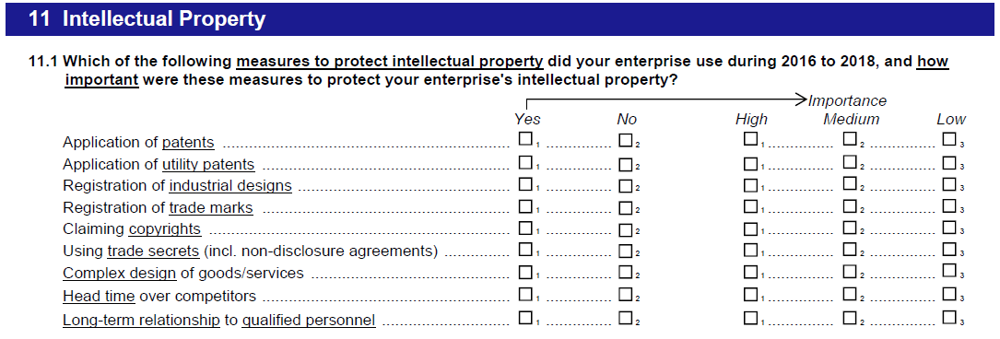 11 Intellectual Property
11.1 Which of the following measures to protect intellectual property did your enterprise use during 2016 to 2018, and how
important were these measures to protect your enterprise's intellectual property?
Importance
Yes No High Medium Low
Application of patents ☐ 1 ☐ 2 ☐ 1 ☐ 2 ☐ 3
Application of utility patents ☐ 1 ☐ 2 ☐ 1 ☐ 2 ☐ 3
Registration of industrial designs ☐ 1 ☐ 2 ☐ 1 ☐ 2 ☐ 3
Registration of trade marks ☐ 1 ☐ 2 ☐ 1 ☐ 2 ☐ 3
Claiming copyrights ☐ 1 ☐ 2 ☐ 1 ☐ 2 ☐ 3
Using trade secrets (incl. non-disclosure agreements) ☐ 1 ☐ 2 ☐ 1 ☐ 2 ☐ 3
Complex design of goods/services ☐ 1 ☐ 2 ☐ 1 ☐ 2 ☐ 3
Head time over competitors ☐ 1 ☐ 2 ☐ 1 ☐ 2 ☐ 3
Long-term relationship to qualified personnel ☐ 1 ☐ 2 ☐ 1 ☐ 2 ☐ 3